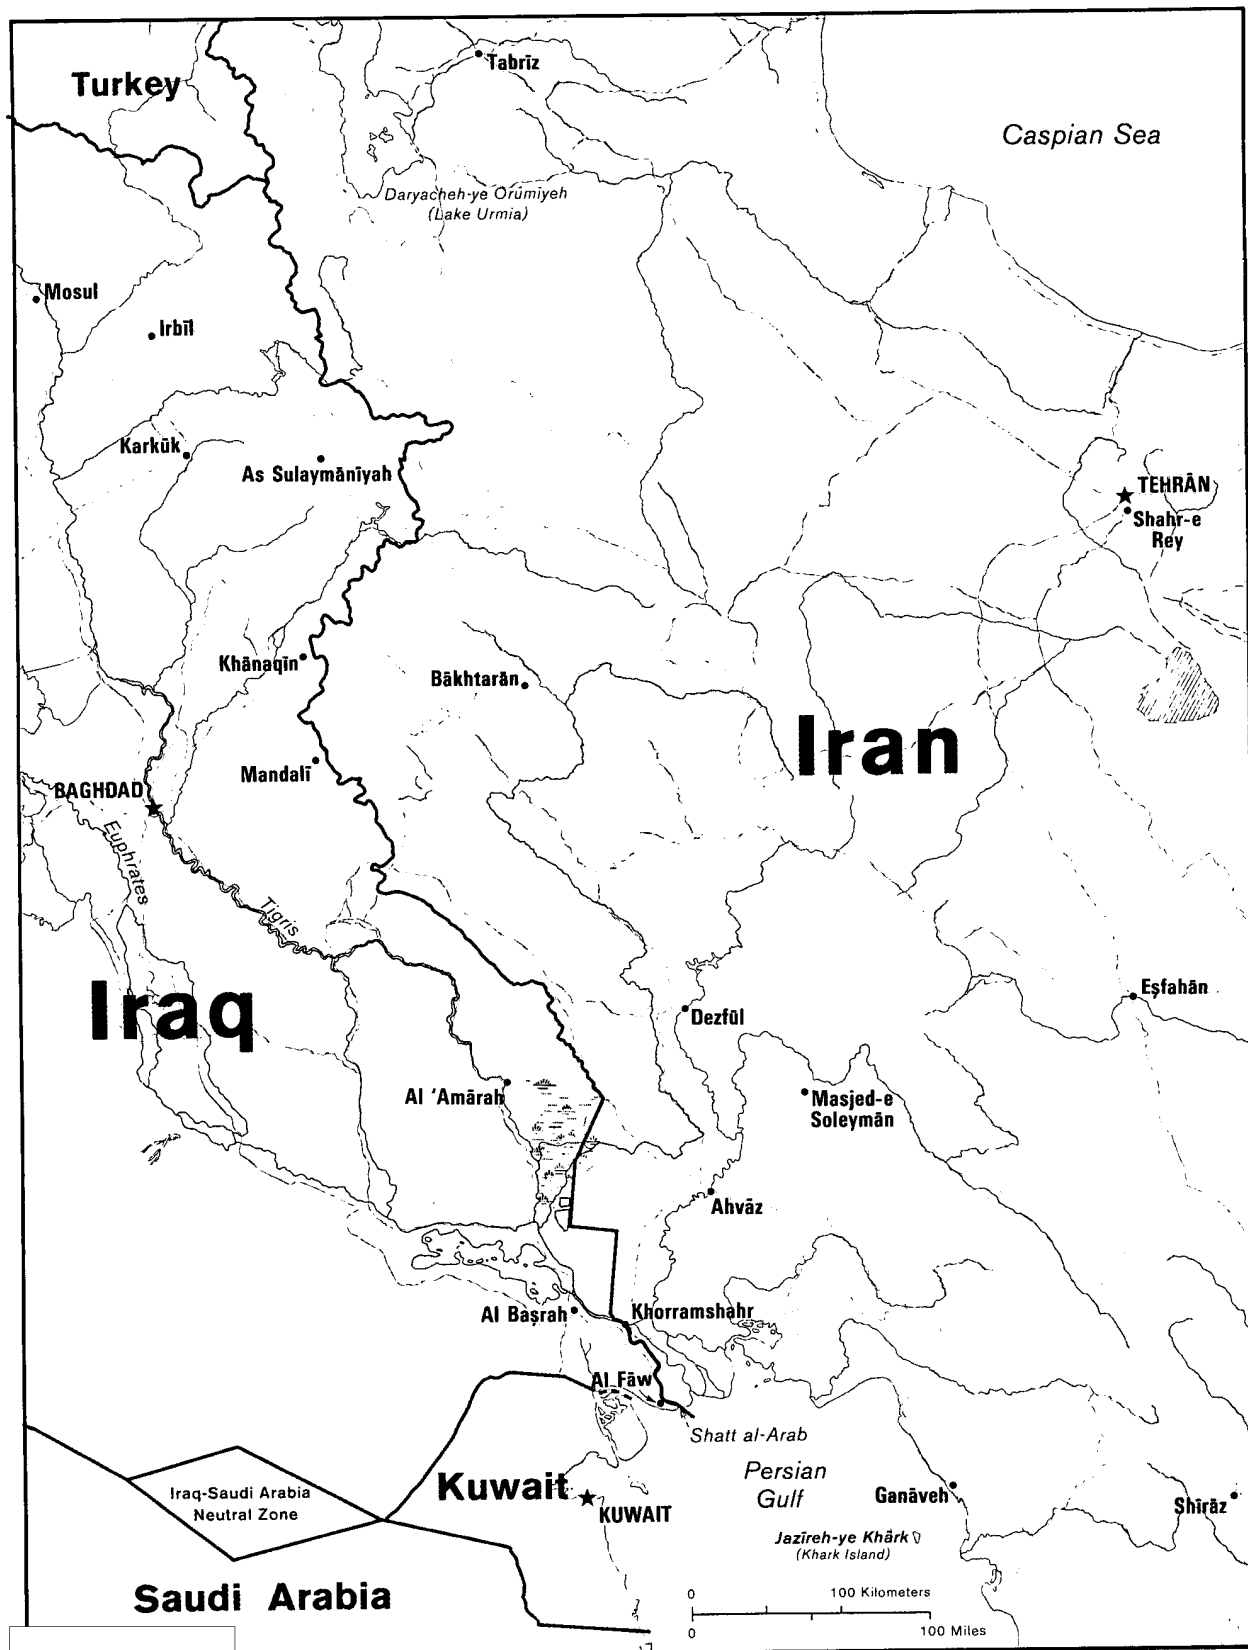 Tabrīz
Turkey
Caspian Sea
Daryacheh-ye Orūmīyeh
(Lake Urmia)
Mosul
Irbīl
Karkūk
As Sulaymānīyah
TEHRĀN
Shahr-e
Rey
Khānaqīn
Bākhtarān
Iran
Mandalī
BAGHDAD
Euphrates
Tigris
Iraq
Eşfahān
Dezfūl
Al 'Amārah
Masjed-e
Soleymān
Ahvāz
Al Başrah
Khorramshahr
Al Fāw
Shatt al-Arab
Persian
Gulf
Kuwait
KUWAIT
Iraq-Saudi Arabia
Neutral Zone
Ganāveh
Shīrāz
Jazīreh-ye Khārk
(Khark Island)
Saudi Arabia
0 100 Kilometers
0 100 Miles